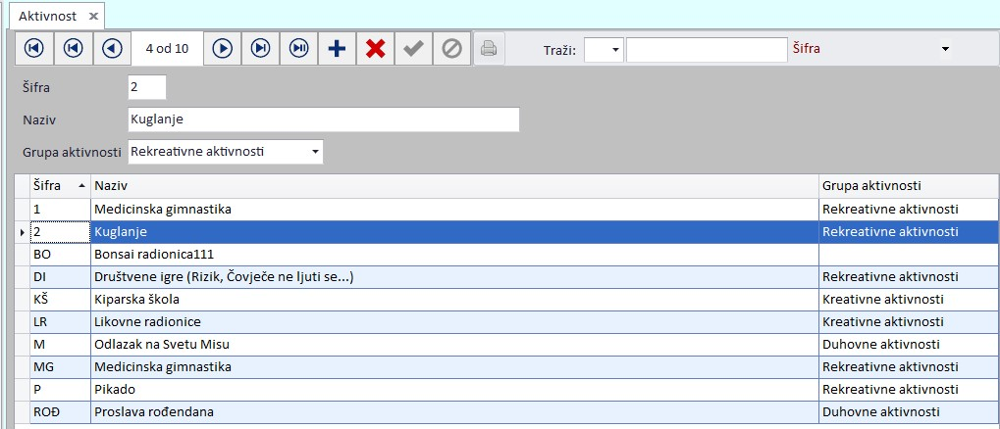 Aktivnost
4 od 10
Traži:
Šifra
Šifra 2
Naziv Kuglanje
Grupa aktivnosti Rekreativne aktivnosti
Šifra Naziv Grupa aktivnosti
1 Medicinska gimnastika Rekreativne aktivnosti
2 Kuglanje Rekreativne aktivnosti
BO Bonsai radionica111
DI Društvene igre (Rizik, Čovječe ne ljuti se...) Rekreativne aktivnosti
KŠ Kiparska škola Kreativne aktivnosti
LR Likovne radionice Kreativne aktivnosti
M Odlazak na Svetu Misu Duhovne aktivnosti
MG Medicinska gimnastika Rekreativne aktivnosti
P Pikado Rekreativne aktivnosti
ROĐ Proslava rođendana Duhovne aktivnosti